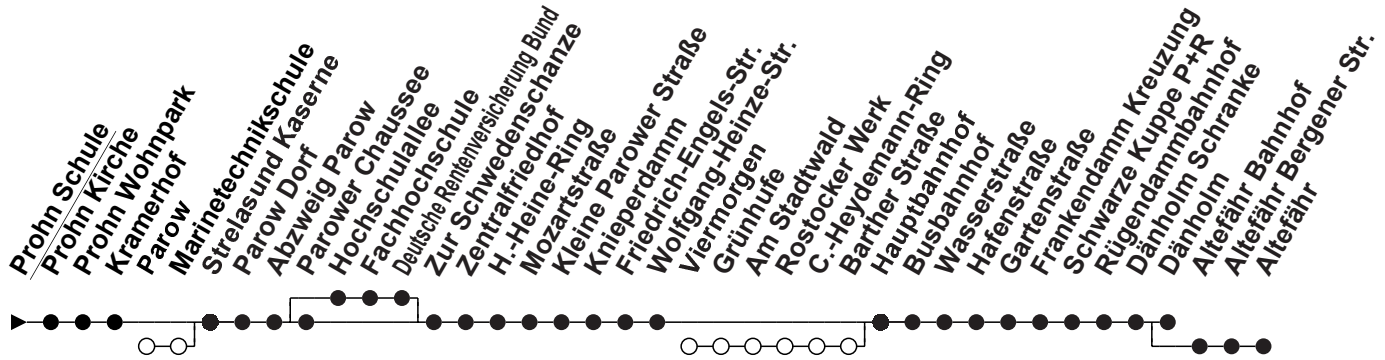 Prohn Schule
Prohn Kirche
Prohn Wohnpark
Kramerhof
Parow
Marinetechnikschule
Strelasund Kaserne
Parow Dorf
Abzweig Parow
Parower Chaussee
Hochschulallee
Fachhochschule
Deutsche Rentenversicherung Bund
Zur Schwedenschanze
Zentralfriedhof
H.-Heine-Ring
Mozartstraße
Kleine Parower Straße
Knieperdamm
Friedrich-Engels-Str.
Wolfgang-Heinze-Str.
Viermorgen
Grünhufe
Am Stadtwald
Rostocker Werk
C.-Heydemann-Ring
Barther Straße
Hauptbahnhof
Busbahnhof
Wasserstraße
Hafenstraße
Gartenstraße
Frankendamm Kreuzung
Schwarze Kuppe P+R
Rügendammbahnhof
Dänholm Schranke
Dänholm
Altefähr Bahnhof
Altefähr Bergener Str.
Altefähr